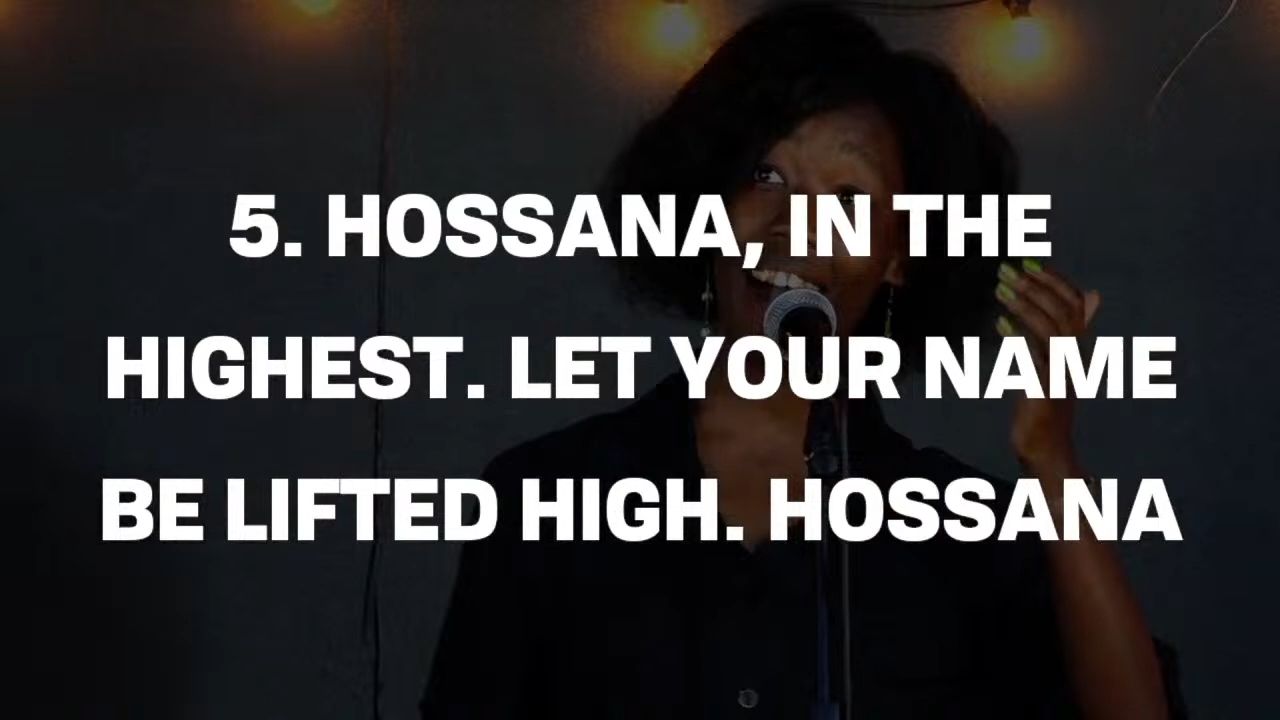 5. HOSSANA, IN THE
HIGHEST. LET YOUR NAME
BE LIFTED HIGH. HOSSANA